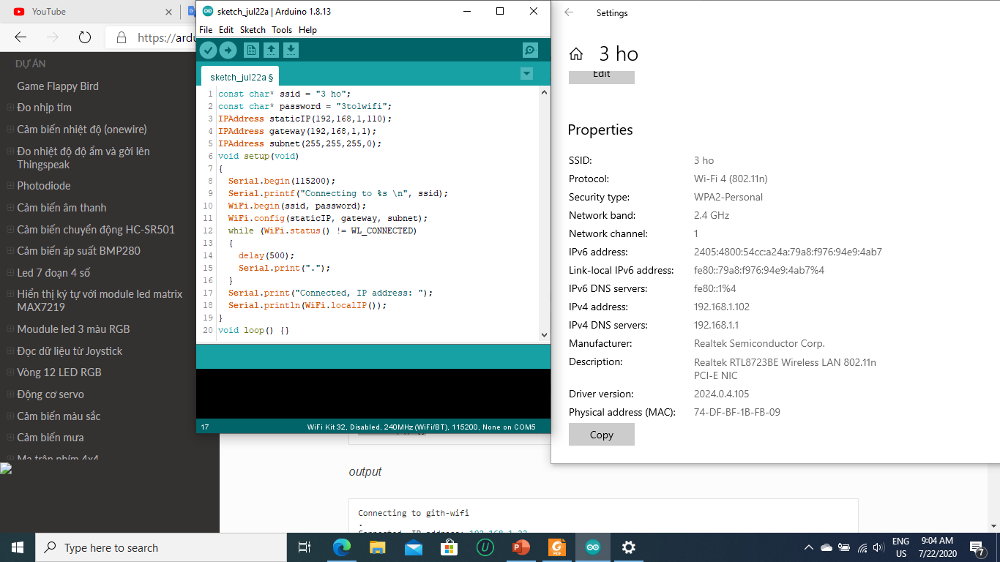 YouTube
https://ardu
DỰ ÁN
Game Flappy Bird
Đo nhịp tim
Cảm biến nhiệt độ (onewire)
Đo nhiệt độ độ ẩm và gởi lên
Thingspeak
Photodiode
Cảm biến âm thanh
Cảm biến chuyển động HC-SR501
Cảm biến áp suất BMP280
Led 7 đoạn 4 số
Hiển thị ký tự với module led matrix
MAX7219
Moudule led 3 màu RGB
Đọc dữ liệu từ Joystick
Vòng 12 LED RGB
Động cơ servo
Cảm biến màu sắc
Cảm biến mưa
Ma trận phím 4x4
sketch_jul22a | Arduino 1.8.13
File Edit Sketch Tools Help
sketch_jul22a §
1 const char* ssid = "3 ho";
2 const char* password = "3tolwifi";
3 IPAddress staticIP(192,168,1,110);
4 IPAddress gateway(192,168,1,1);
5 IPAddress subnet(255,255,255,0);
6 void setup(void)
7 {
8 Serial.begin(115200);
9 Serial.printf("Connecting to %s \n", ssid);
10 WiFi.begin(ssid, password);
11 WiFi.config(staticIP, gateway, subnet);
12 while (WiFi.status() != WL_CONNECTED)
13 {
14 delay(500);
15 Serial.print(".");
16 }
17 Serial.print("Connected, IP address: ");
18 Serial.println(WiFi.localIP());
19 }
20 void loop() {}
17 WiFi Kit 32, Disabled, 240MHz (WiFi/BT), 115200, None on COM5
output
Connecting to gith-wifi
.
Connected, IP address: 192.168.1.22
Settings
3 ho
Edit
Properties
SSID: 3 ho
Protocol: Wi-Fi 4 (802.11n)
Security type: WPA2-Personal
Network band: 2.4 GHz
Network channel: 1
IPv6 address: 2405:4800:54cc:a24a:79a8:f976:94e9:4ab7
Link-local IPv6 address: fe80::79a8:f976:94e9:4ab7%4
IPv6 DNS servers: fe80::1%4
IPv4 address: 192.168.1.102
IPv4 DNS servers: 192.168.1.1
Manufacturer: Realtek Semiconductor Corp.
Description: Realtek RTL8723BE Wireless LAN 802.11n
PCI-E NIC
Driver version: 2024.0.4.105
Physical address (MAC): 74-DF-BF-1B-FB-09
Copy
Type here to search
ENG
US
9:04 AM
7/22/2020
7